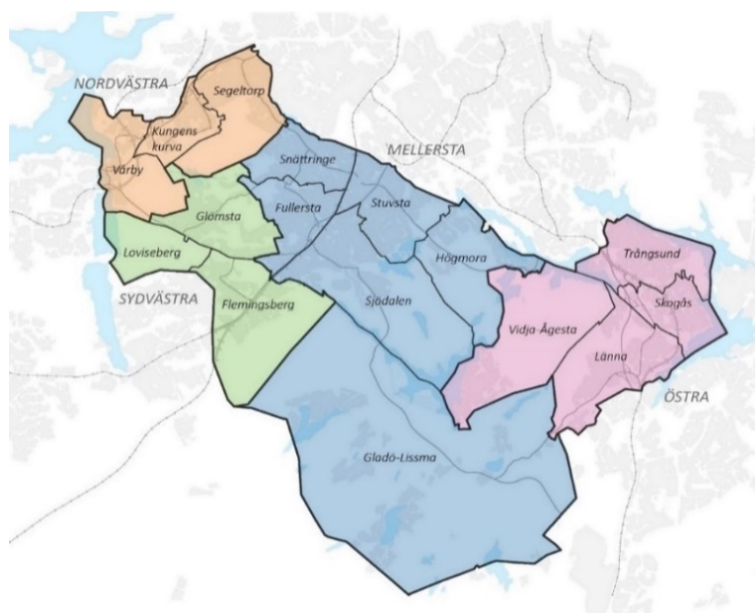 NORDVÄSTRA
Segeltorp
Kungens
kurva
Vårby
Snättringe
MELLERSTA
Glömsta
Fullersta
Stuvsta
Loviseberg
Högmora
Trångsund
SYDVÄSTRA
Flemingsberg
Sjödalen
Skogås
Vidja-Ågesta
Länna
ÖSTRA
Gladö-Lissma